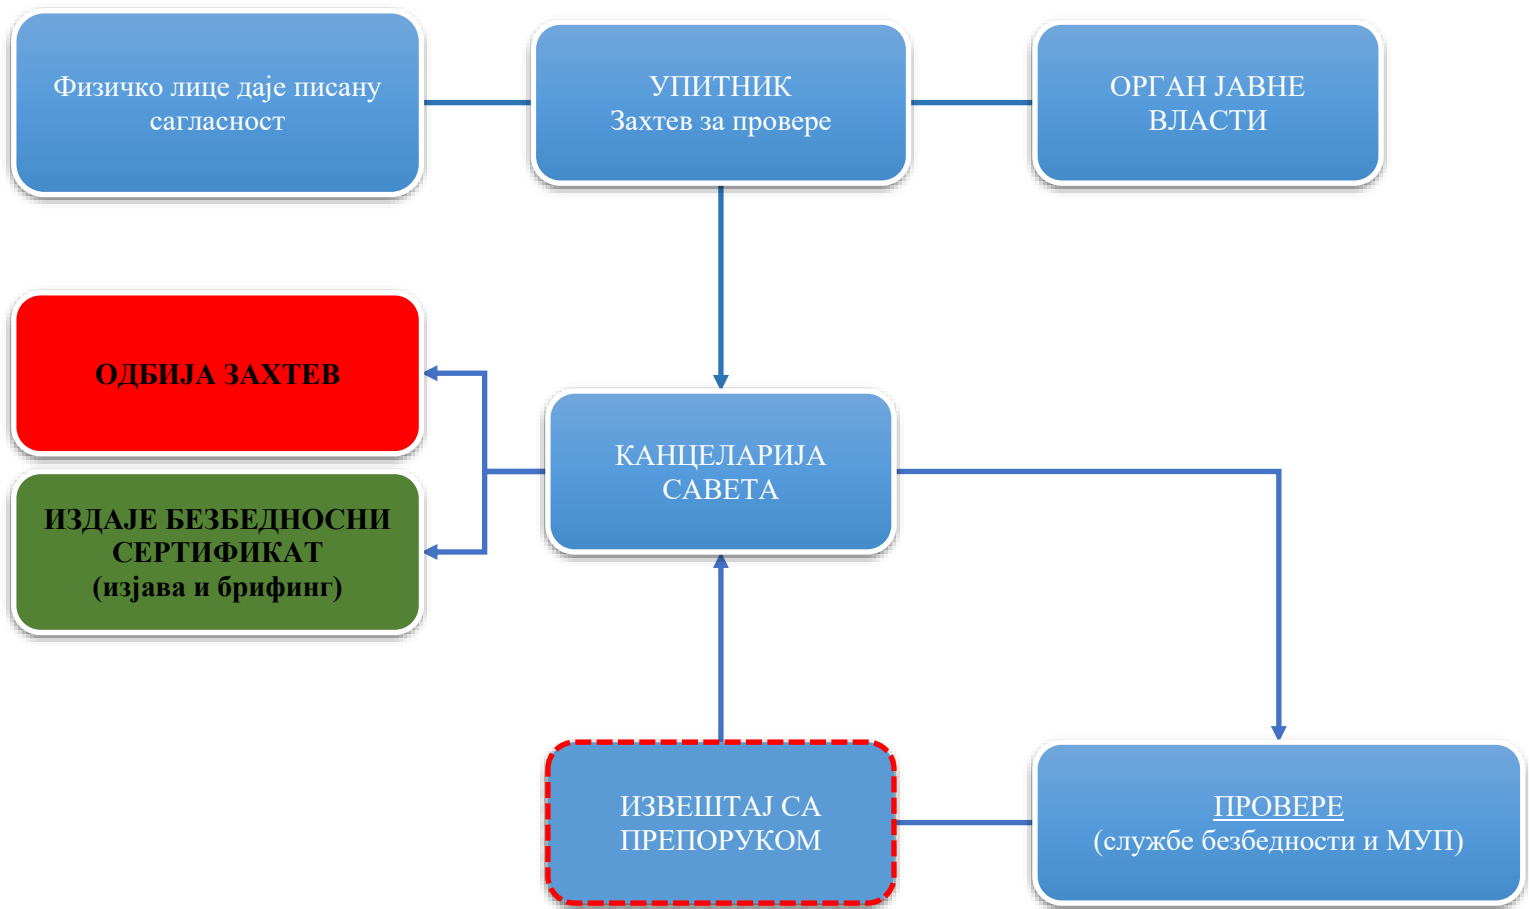 Физичко лице даје писану
сагласност
УПИТНИК
Захтев за провере
ОРГАН ЈАВНЕ
ВЛАСТИ
ОДБИЈА ЗАХТЕВ
КАНЦЕЛАРИЈА
САВЕТА
ИЗДАЈЕ БЕЗБЕДНОСНИ
СЕРТИФИКАТ
(изјава и брифинг)
ИЗВЕШТАЈ СА
ПРЕПОРУКОМ
ПРОВЕРЕ
(службе безбедности и МУП)